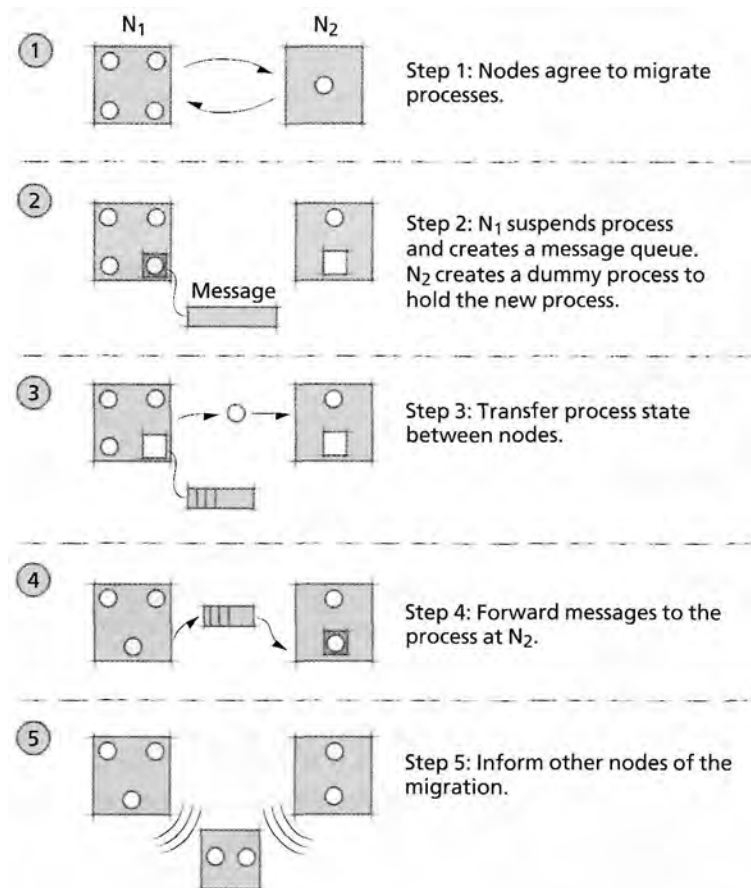 N₁
N₂
1
Step 1: Nodes agree to migrate
processes.
2
Message
Step 2: N₁ suspends process
and creates a message queue.
N₂ creates a dummy process to
hold the new process.
3
Step 3: Transfer process state
between nodes.
4
Step 4: Forward messages to the
process at N₂.
5
Step 5: Inform other nodes of the
migration.